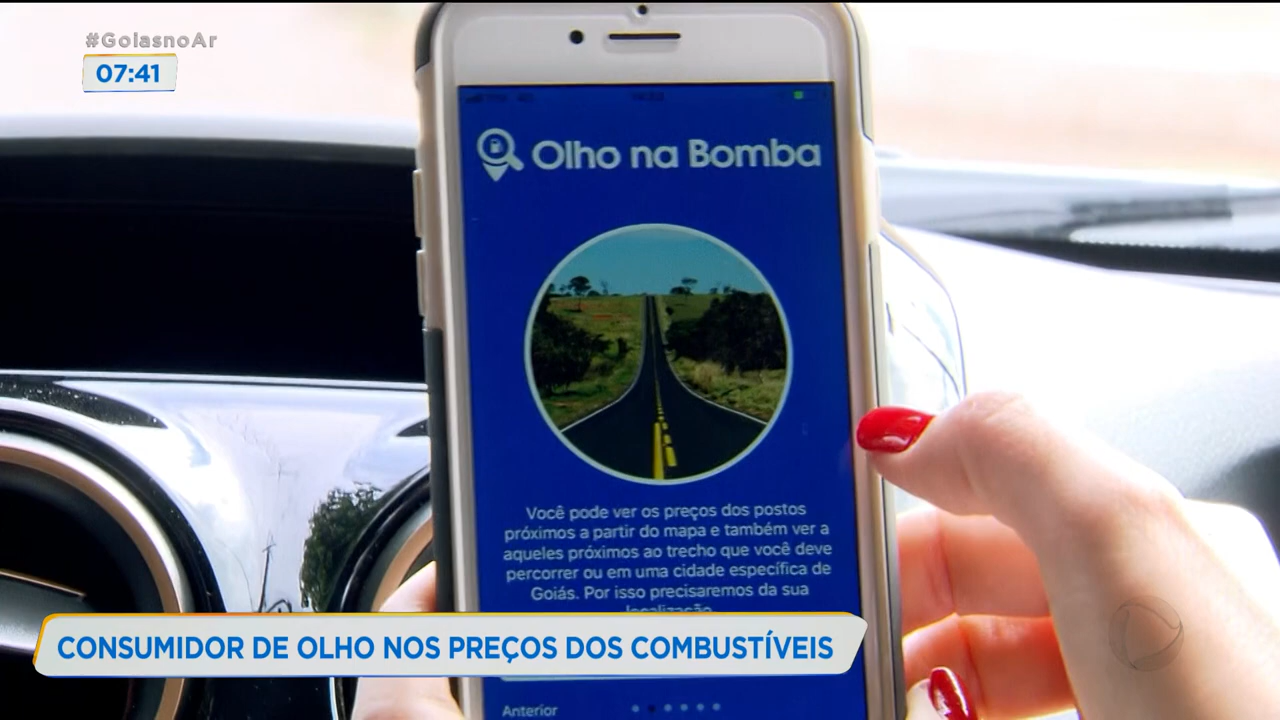 #GoiásnoAr
07:41
Olho na Bomba
Você pode ver os preços dos postos
próximos a partir do mapa e também ver a
aqueles próximos ao trecho que você deve
percorrer ou em uma cidade específica de
Goiás. Por isso precisaremos da sua
localização
CONSUMIDOR DE OLHO NOS PREÇOS DOS COMBUSTÍVEIS
Anterior